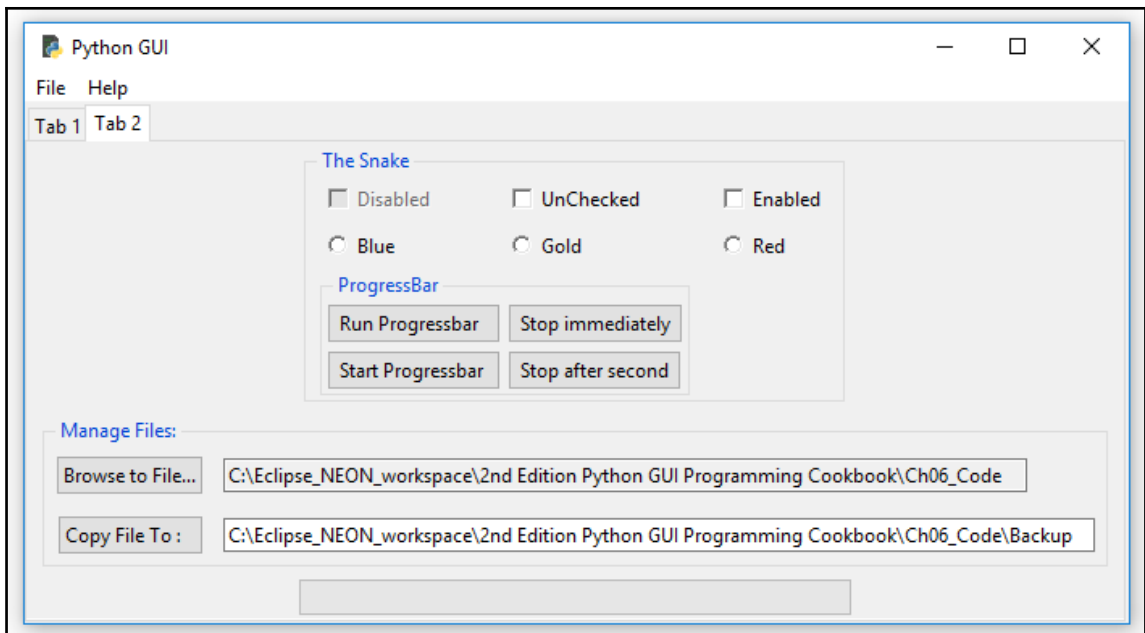 Python GUI
File Help
Tab 1 Tab 2
The Snake
Disabled UnChecked Enabled
Blue Gold Red
ProgressBar
Run Progressbar Stop immediately
Start Progressbar Stop after second
Manage Files:
Browse to File... C:\Eclipse_NEON_workspace\2nd Edition Python GUI Programming Cookbook\Ch06_Code
Copy File To : C:\Eclipse_NEON_workspace\2nd Edition Python GUI Programming Cookbook\Ch06_Code\Backup